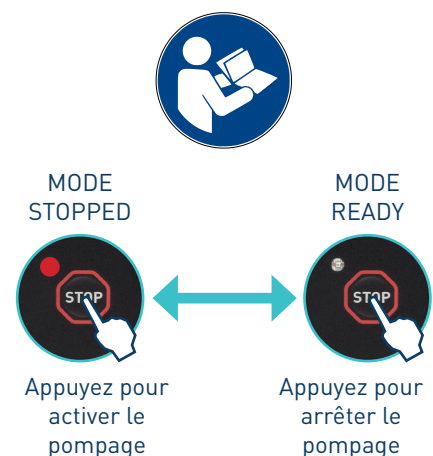 MODE
STOPPED
MODE
READY
STOP
STOP
Appuyez pour
activer le
pompage
Appuyez pour
arrêter le
pompage